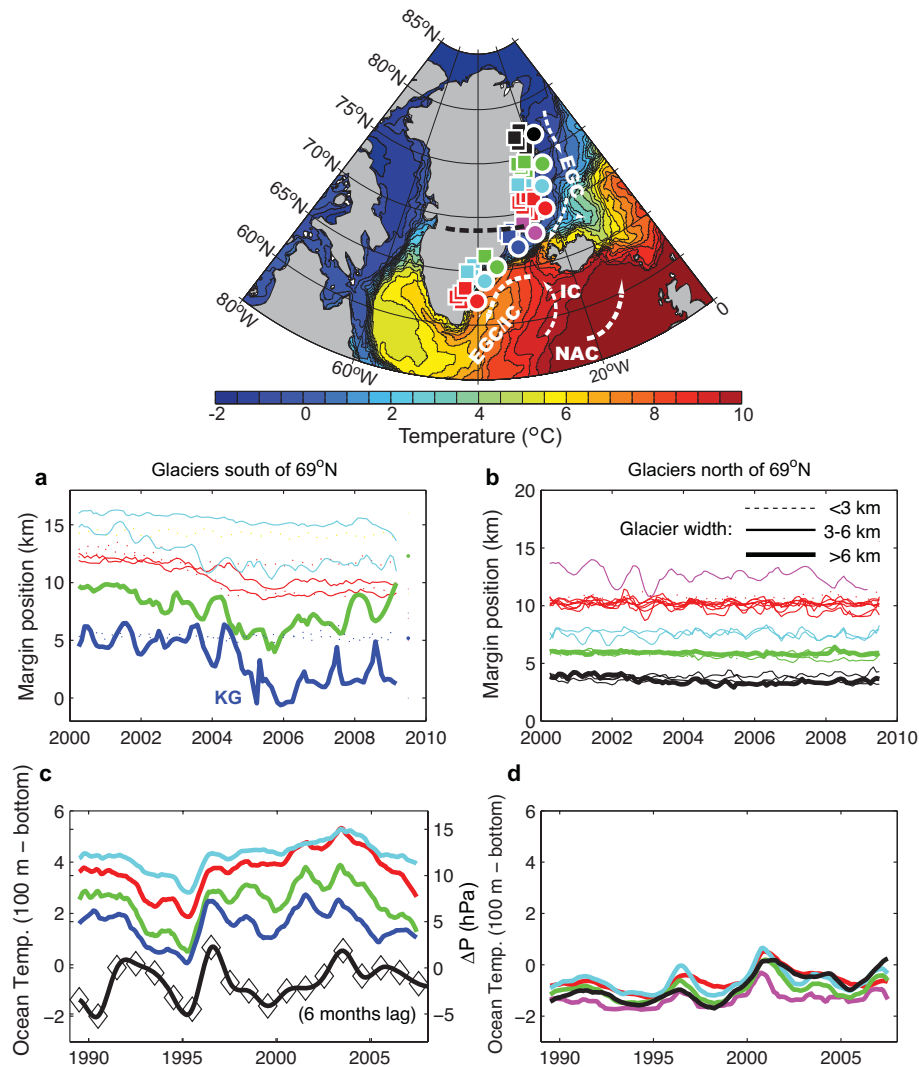 85°N
80°N
75°N
70°N
65°N
60°N
80°W
60°W
20°W
0
EGC
IC
EGC/IC
NAC
-2 0 2 4 6 8 10
Temperature (°C)
a Glaciers south of 69°N
Margin position (km)
15
10
5
0
KG
2000 2002 2004 2006 2008 2010
b Glaciers north of 69°N
Margin position (km)
20
15
10
5
0
Glacier width:
<3 km
3-6 km
>6 km
2000 2002 2004 2006 2008 2010
c
Ocean Temp. (100 m – bottom)
6
4
2
0
−2
15
10
5
0
−5
ΔP (hPa)
(6 months lag)
1990 1995 2000 2005
d
Ocean Temp. (100 m – bottom)
6
4
2
0
−2
1990 1995 2000 2005